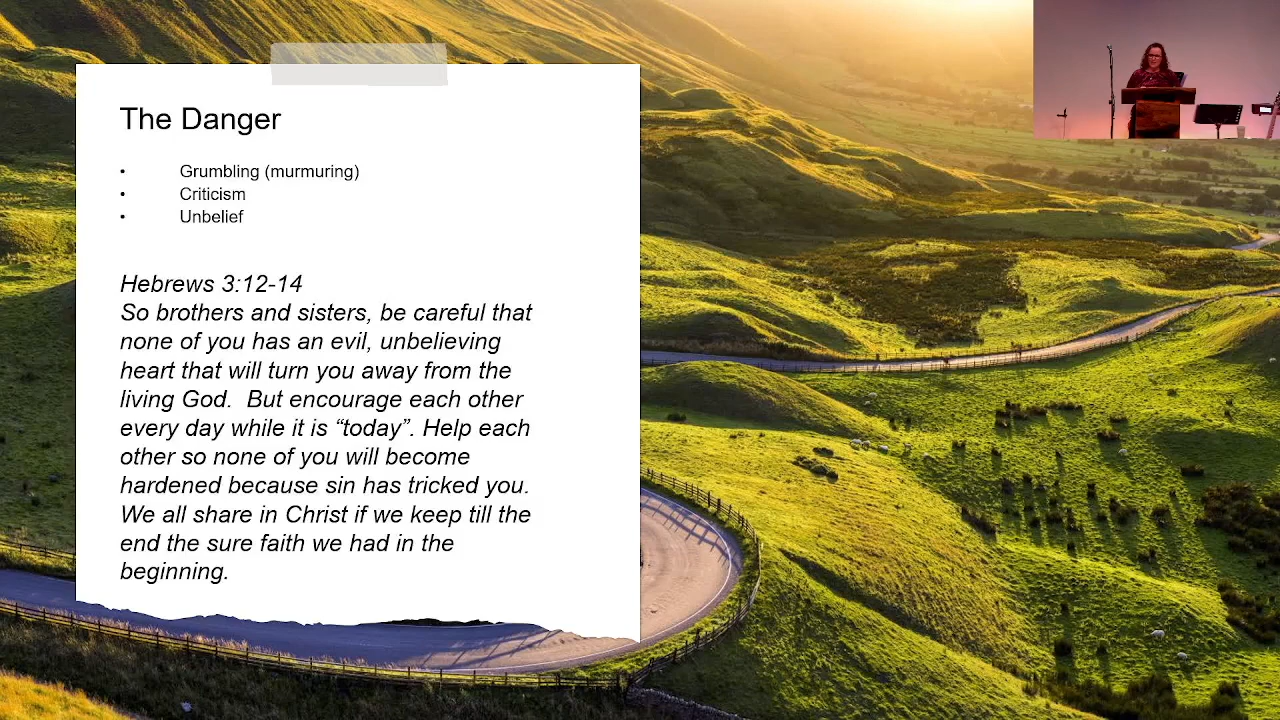 The Danger
• Grumbling (murmuring)
• Criticism
• Unbelief
Hebrews 3:12-14
So brothers and sisters, be careful that
none of you has an evil, unbelieving
heart that will turn you away from the
living God.  But encourage each other
every day while it is “today”. Help each
other so none of you will become
hardened because sin has tricked you.
We all share in Christ if we keep till the
end the sure faith we had in the
beginning.